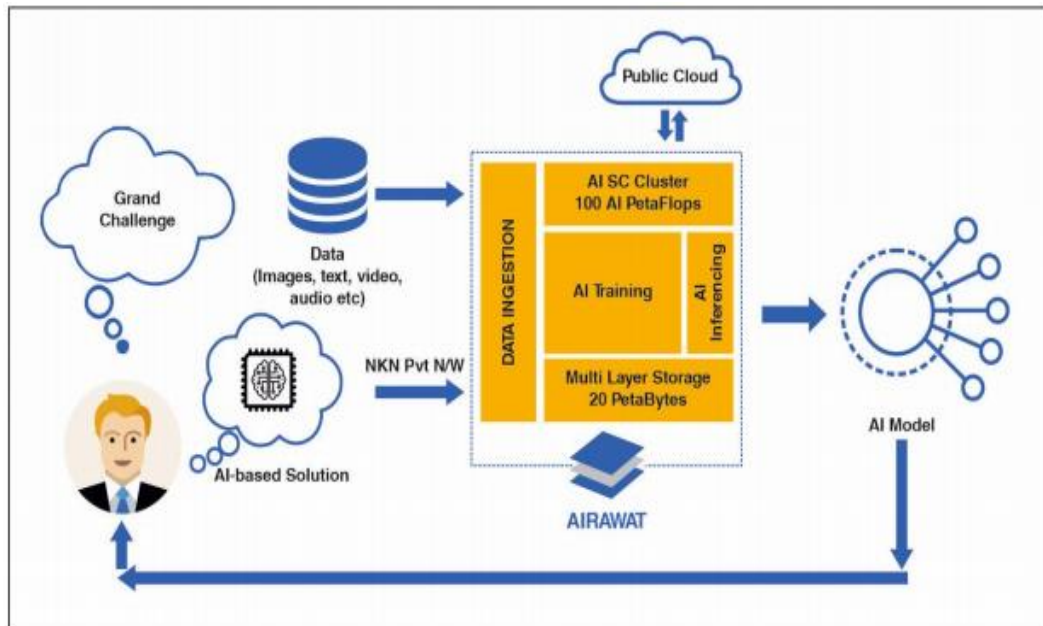 Public Cloud
Grand
Challenge
Data
(Images, text, video,
audio etc)
NKN Pvt N/W
AI-based Solution
DATA INGESTION
AI SC Cluster
100 AI PetaFlops
AI Training
AI
Inferencing
Multi Layer Storage
20 PetaBytes
AIRAWAT
AI Model